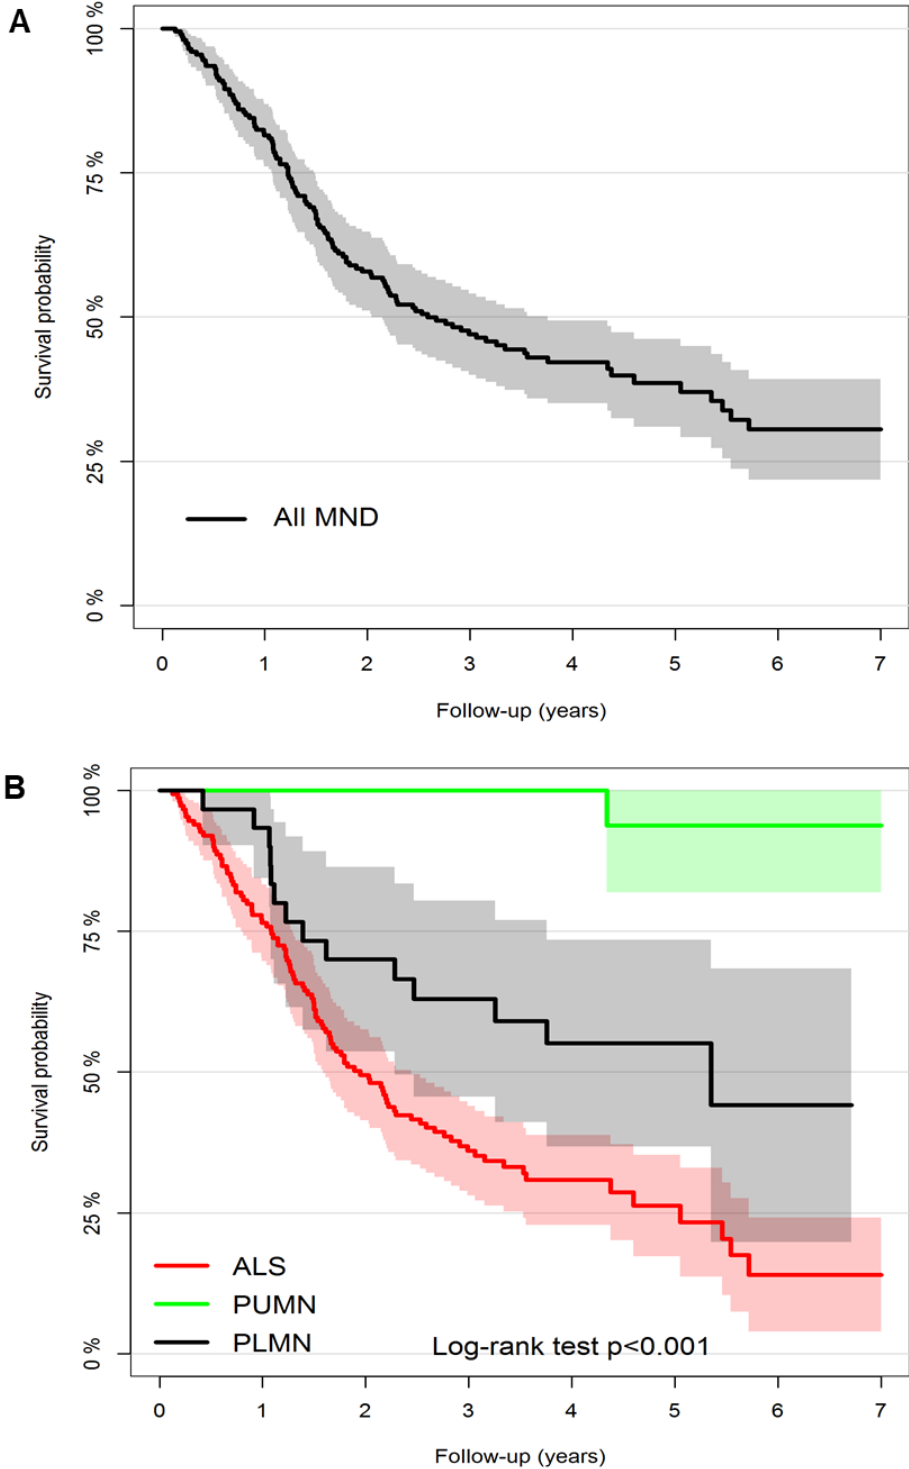 A
100 %
75 %
50 %
25 %
0 %
Survival probability
All MND
0 1 2 3 4 5 6 7
Follow-up (years)
B
100 %
75 %
50 %
25 %
0 %
Survival probability
ALS
PUMN
PLMN
Log-rank test p<0.001
0 1 2 3 4 5 6 7
Follow-up (years)